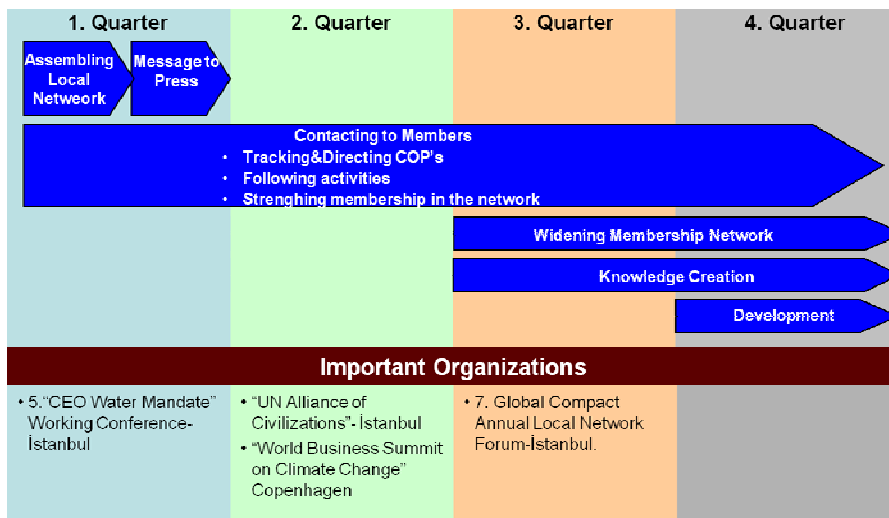 1. Quarter
2. Quarter
3. Quarter
4. Quarter
Assembling
Local
Netweork
Message to
Press
Contacting to Members
• Tracking&Directing COP's
• Following activities
• Strenghing membership in the network
Widening Membership Network
Knowledge Creation
Development
Important Organizations
• 5.“CEO Water Mandate”
Working Conference-
İstanbul
• “UN Alliance of
Civilizations”- İstanbul
• “World Business Summit
on Climate Change”
Copenhagen
• 7. Global Compact
Annual Local Network
Forum-İstanbul.